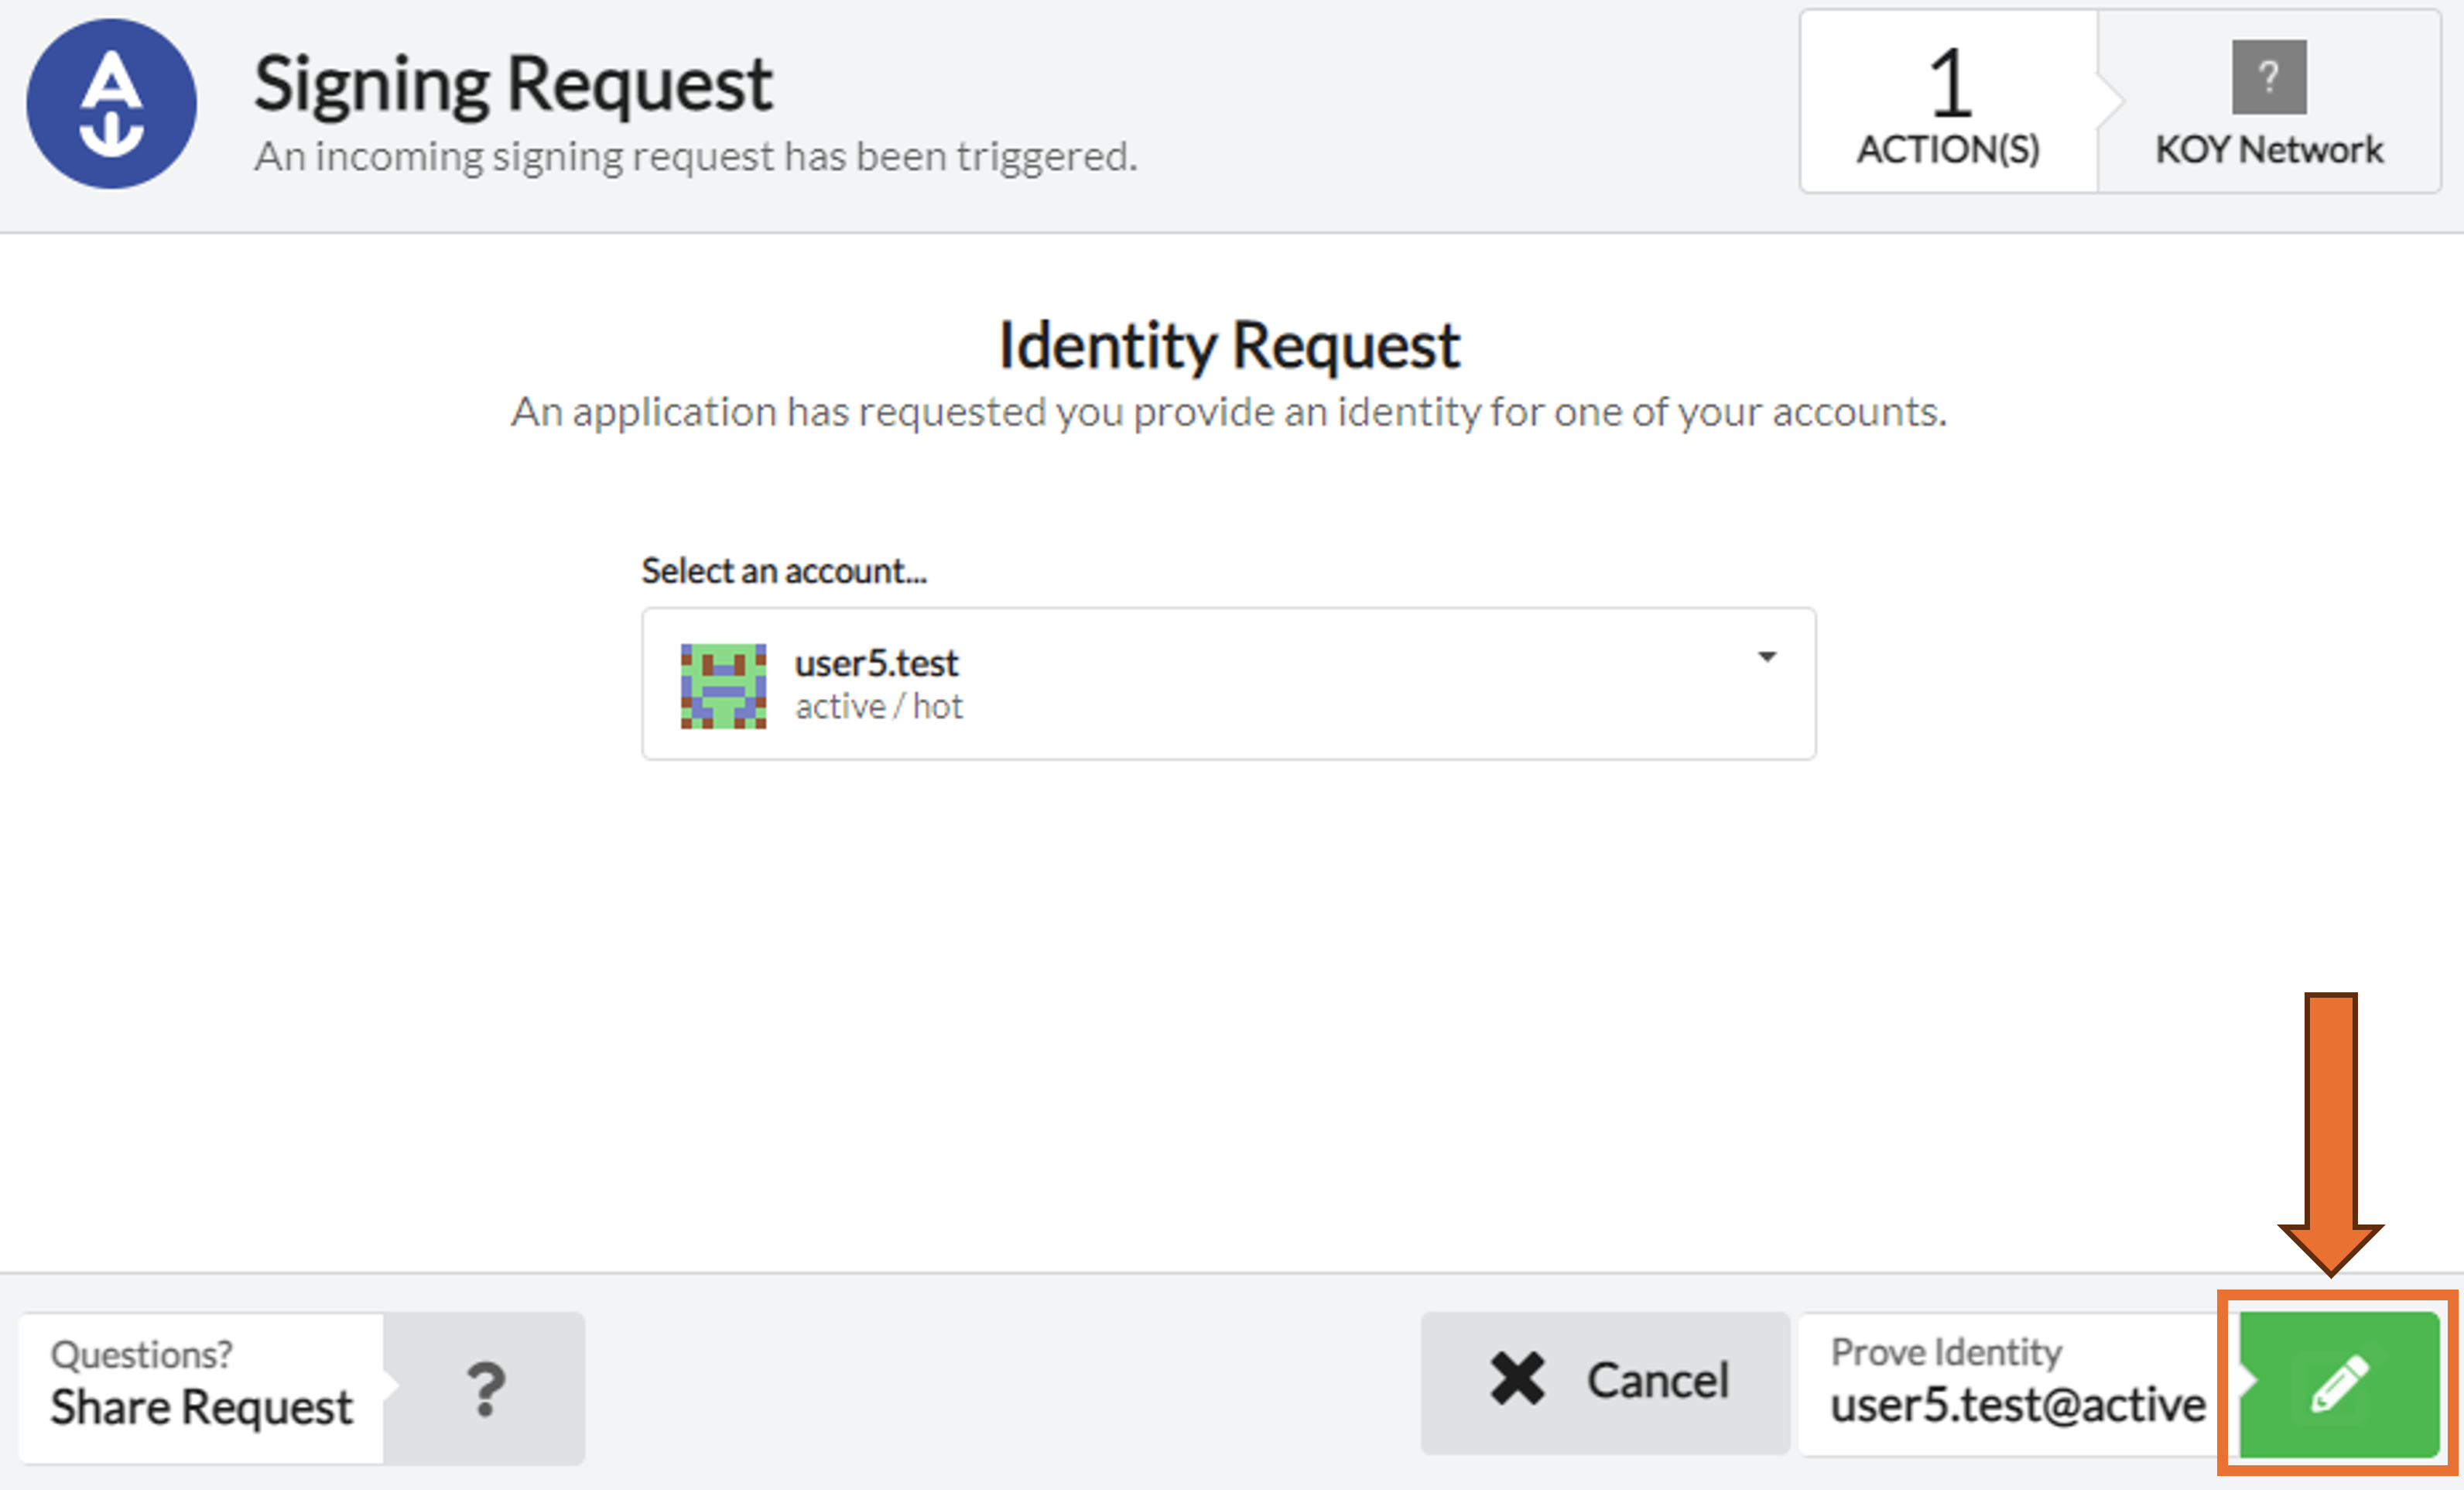 Signing Request
An incoming signing request has been triggered.
1
ACTION(S)
?
KOY Network
Identity Request
An application has requested you provide an identity for one of your accounts.
Select an account...
user5.test
active / hot
Questions?
Share Request
?
Cancel
Prove Identity
user5.test@active